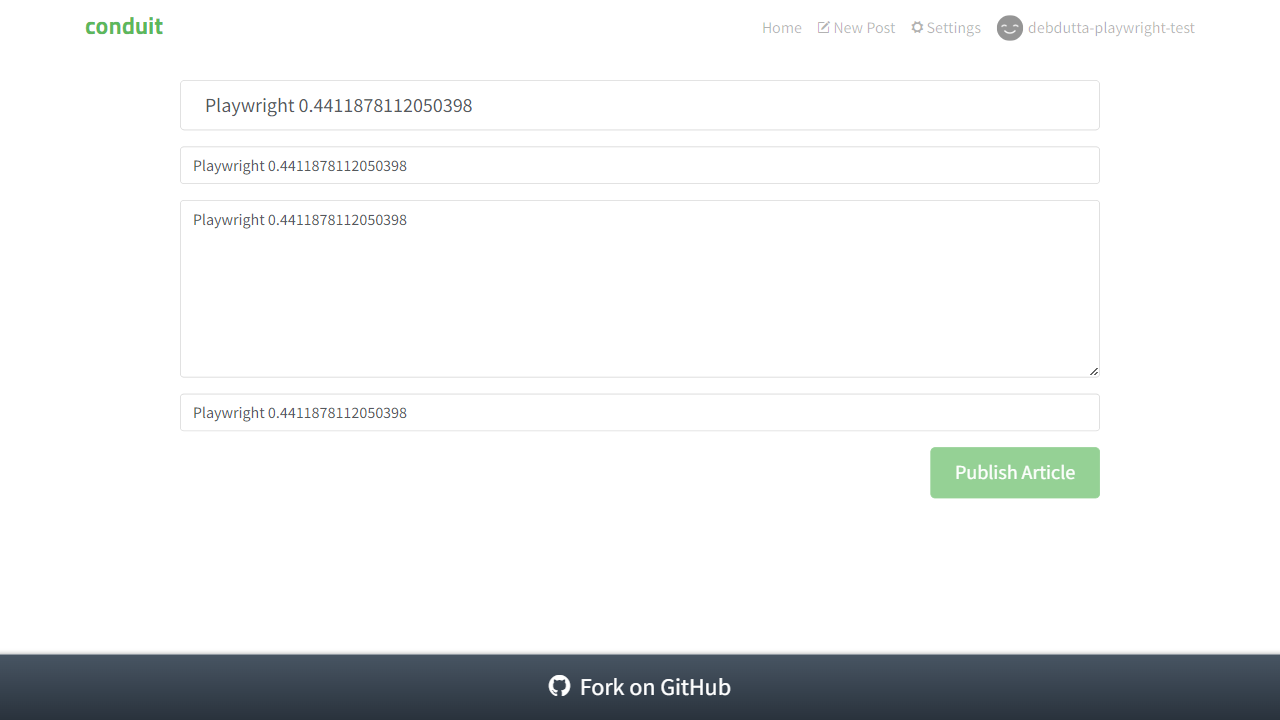 conduit
Home New Post Settings debdutta-playwright-test
Playwright 0.4411878112050398
Playwright 0.4411878112050398
Playwright 0.4411878112050398
Playwright 0.4411878112050398
Publish Article
Fork on GitHub